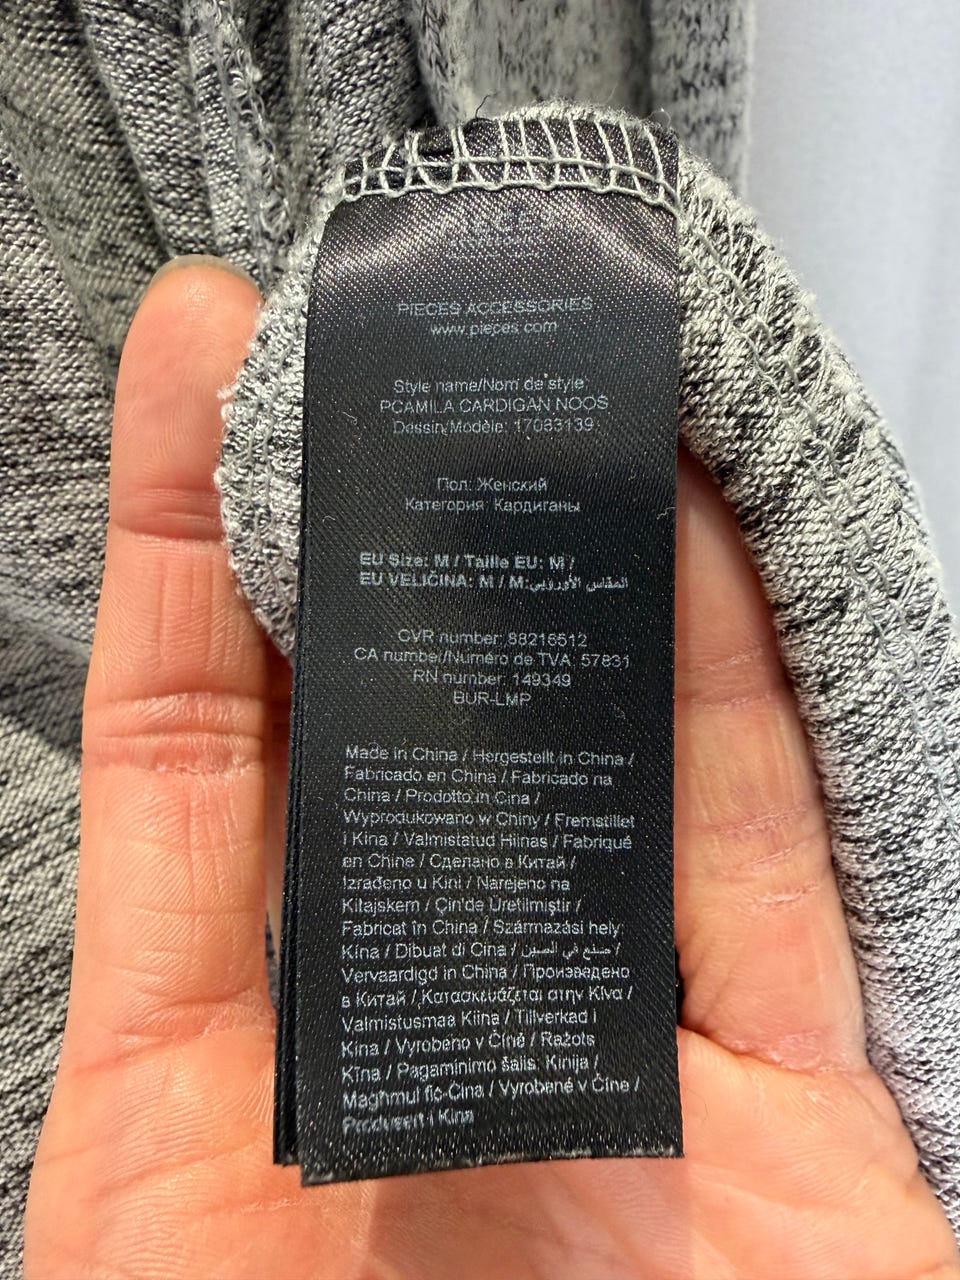 PIECES ACCESSORIES
www.pieces.com
Style name/Nom de style:
PCAMILA CARDIGAN NOOS
Dessin/Modèle: 17083139
Пол: Женский
Категория: Кардиганы
EU Size: M / Taille EU: M /
EU VELIČINA: M / M :المقاس الأوروبي
CVR number: 88216512
CA number/Numéro de TVA: 57831
RN number: 149349
BUR-LMP
Made in China / Hergestellt in China /
Fabricado en China / Fabricado na
China / Prodotto in Cina /
Wyprodukowano w Chiny / Fremstillet
i Kina / Valmistatud Hiinas / Fabriqué
en Chine / Сделано в Китай /
Izrađeno u Kini / Narejeno na
Kitajskem / Çin'de Üretilmiştir /
Fabricat în China / Származási hely:
Kína / Dibuat di Cina / صنع في الصين /
Vervaardigd in China / Произведено
в Китай / Κατασκευάζεται στην Κίνα /
Valmistusmaa Kiina / Tillverkad i
Kina / Vyrobeno v Číně / Ražots
Ķīna / Pagaminimo šalis: Kinija /
Magħmul fiċ-Ċina / Vyrobené v Číne /
Produsert i Kina